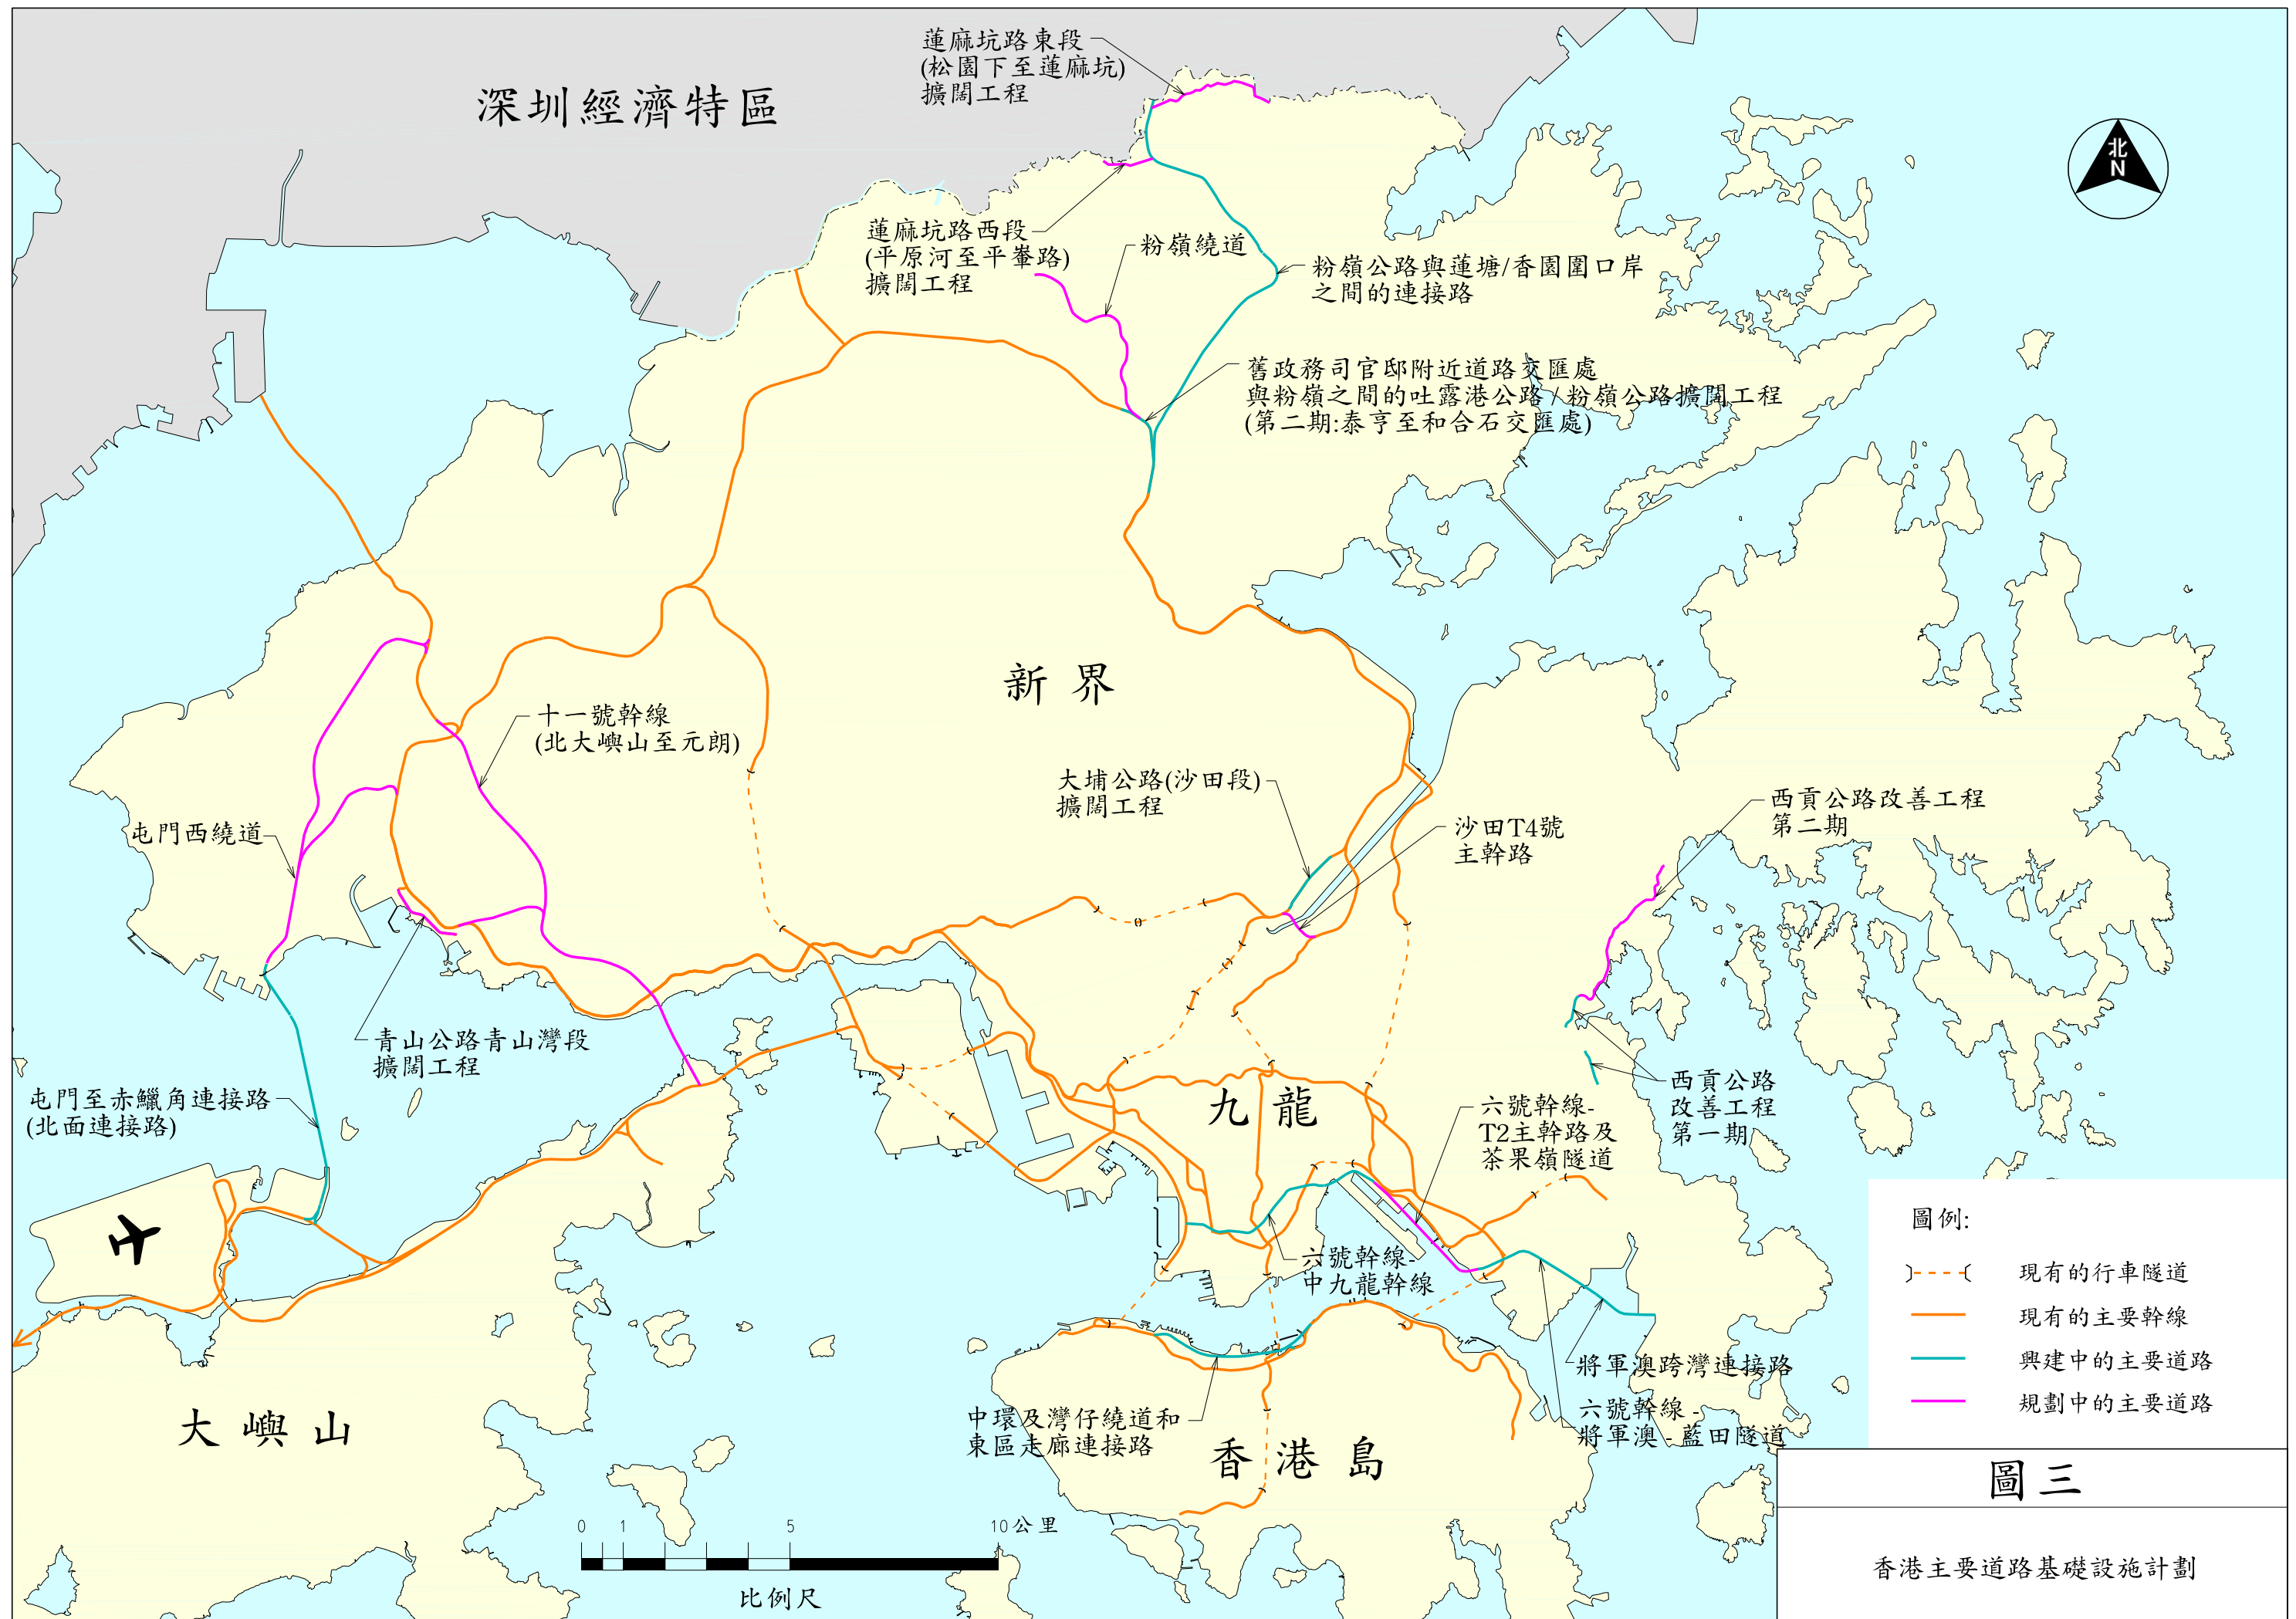 蓮麻坑路東段
(松園下至蓮麻坑)
擴闊工程
深圳經濟特區
北
N
蓮麻坑路西段
(平原河至平輋路)
擴闊工程
粉嶺繞道
粉嶺公路與蓮塘/香園圍口岸
之間的連接路
舊政務司官邸附近道路交匯處
與粉嶺之間的吐露港公路/粉嶺公路擴闊工程
(第二期:泰亨至和合石交匯處)
新界
十一號幹線
(北大嶼山至元朗)
大埔公路(沙田段)
擴闊工程
沙田T4號
主幹路
西貢公路改善工程
第二期
屯門西繞道
青山公路青山灣段
擴闊工程
屯門至赤鱲角連接路
(北面連接路)
九龍
六號幹線-
T2主幹路及
茶果嶺隧道
西貢公路
改善工程
第一期
六號幹線-
中九龍幹線
將軍澳跨灣連接路
六號幹線-
將軍澳-藍田隧道
中環及灣仔繞道和
東區走廊連接路
大嶼山
香港島
0 1 5 10公里
比例尺
圖例:
現有的行車隧道
現有的主要幹線
興建中的主要道路
規劃中的主要道路
圖三
香港主要道路基礎設施計劃